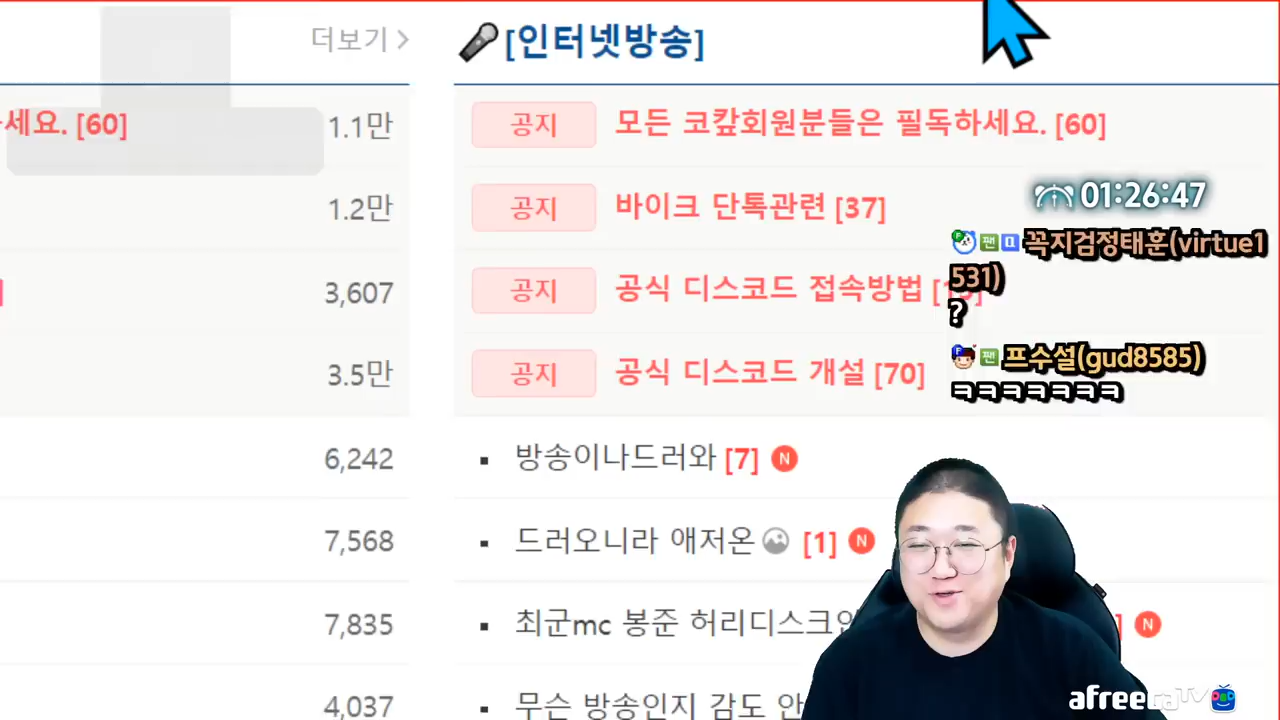 더보기 >
[인터넷방송]
세요. [60]
1.1만
공지 모든 코칲회원분들은 필독하세요. [60]
1.2만
공지 바이크 단톡관련 [37]
01:26:47
팬 꼭지검정태훈(virtue1
531)
?
3,607
공지 공식 디스코드 접속방법
3.5만
공지 공식 디스코드 개설 [70]
팬 프수설(gud8585)
ㅋㅋㅋㅋㅋㅋㅋ
6,242
방송이나드러와 [7] N
7,568
드러오니라 애저온 [1] N
7,835
최군mc 봉준 허리디스크인 ] N
4,037
무슨 방송인지 감도 안
afreecaTV